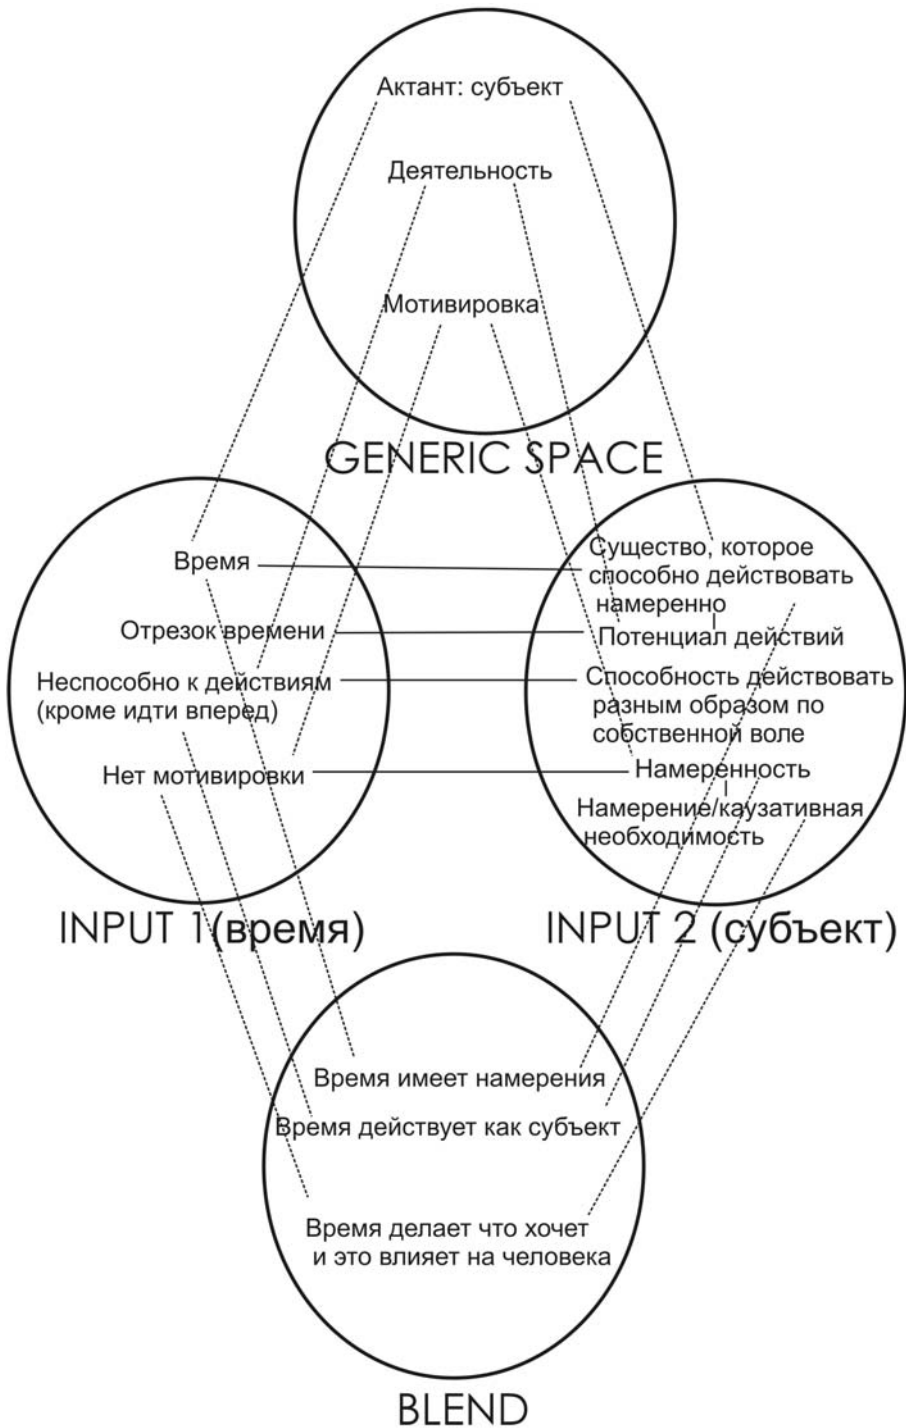 Актант: субъект
Деятельность
Мотивировка
GENERIC SPACE
Время
Отрезок времени
Неспособно к действиям
(кроме идти вперед)
Нет мотивировки
INPUT 1(время)
Существо, которое
способно действовать
намеренно
Потенциал действий
Способность действовать
разным образом по
собственной воле
Намеренность
Намерение/каузативная
необходимость
INPUT 2 (субъект)
Время имеет намерения
Время действует как субъект
Время делает что хочет
и это влияет на человека
BLEND